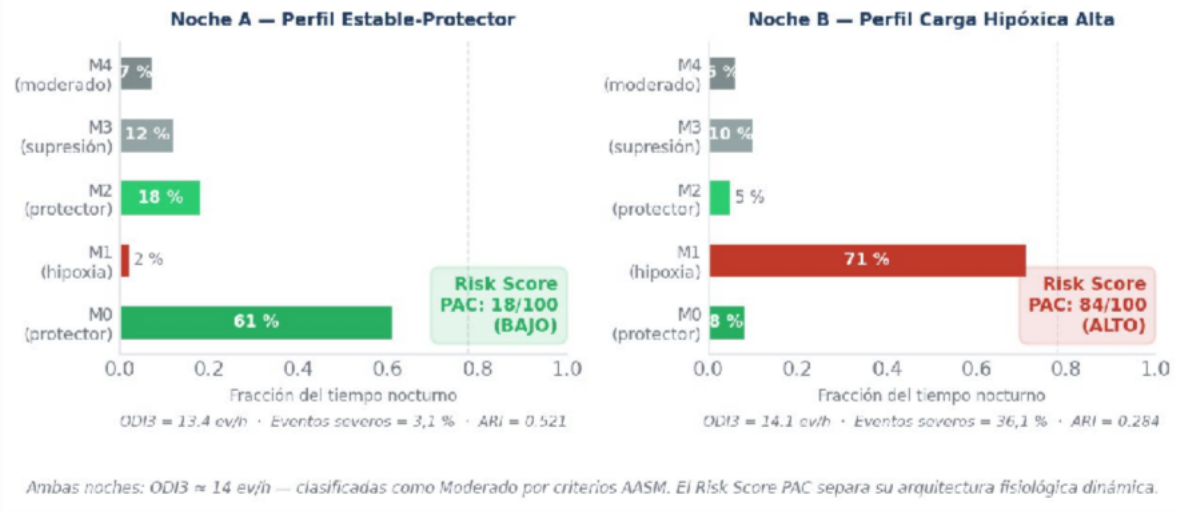 Noche A — Perfil Estable-Protector
M4
(moderado)
7 %
M3
(supresión)
12 %
M2
(protector)
18 %
M1
(hipoxia)
2 %
M0
(protector)
61 %
Risk Score
PAC: 18/100
(BAJO)
0.0 0.2 0.4 0.6 0.8 1.0
Fracción del tiempo nocturno
ODI3 = 13.4 ev/h · Eventos severos = 3,1 % · ARI = 0.521
Noche B — Perfil Carga Hipóxica Alta
M4
(moderado)
6 %
M3
(supresión)
10 %
M2
(protector)
5 %
M1
(hipoxia)
71 %
M0
(protector)
8 %
Risk Score
PAC: 84/100
(ALTO)
0.0 0.2 0.4 0.6 0.8 1.0
Fracción del tiempo nocturno
ODI3 = 14.1 ev/h · Eventos severos = 36,1 % · ARI = 0.284
Ambas noches: ODI3 ≈ 14 ev/h — clasificadas como Moderado por criterios AASM. El Risk Score PAC separa su arquitectura fisiológica dinámica.